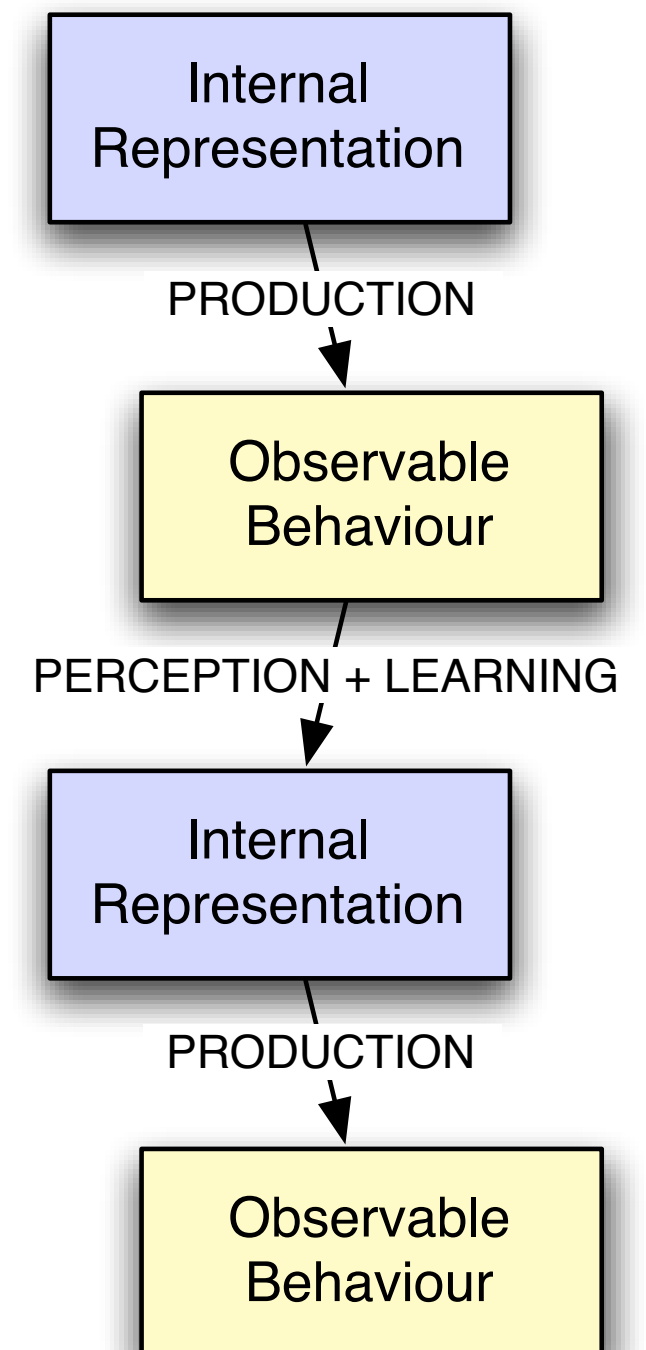 Internal
Representation
PRODUCTION
Observable
Behaviour
PERCEPTION + LEARNING
Internal
Representation
PRODUCTION
Observable
Behaviour